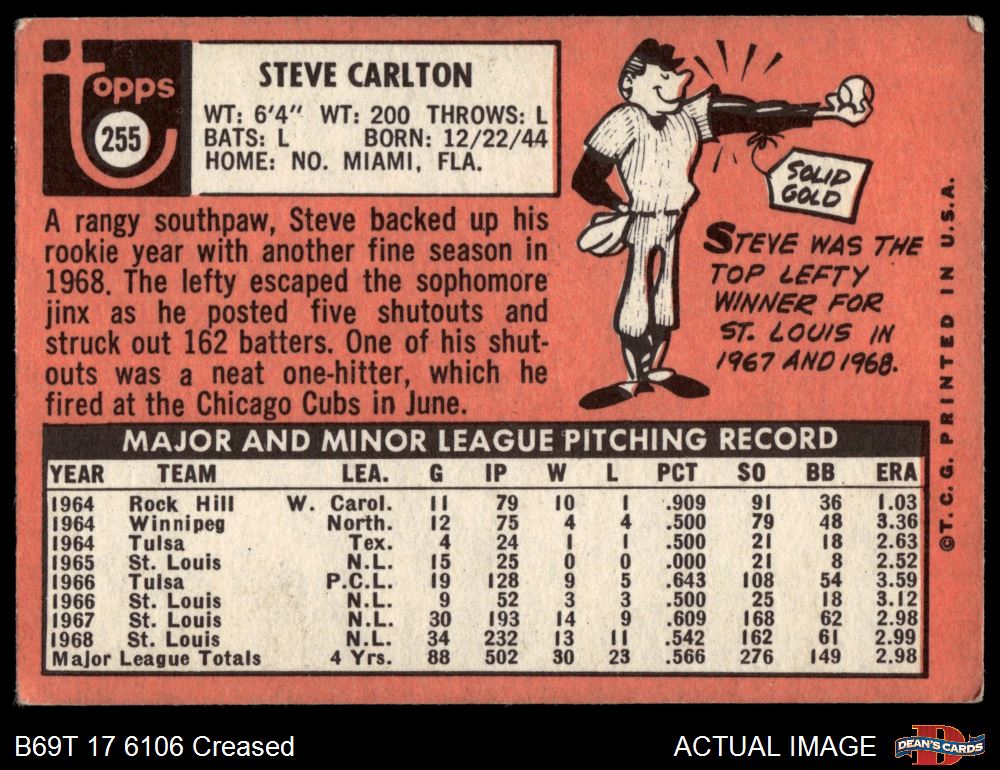 Topps
255
STEVE CARLTON
WT: 6'4" WT: 200 THROWS: L
BATS: L BORN: 12/22/44
HOME: NO. MIAMI, FLA.
A rangy southpaw, Steve backed up his
rookie year with another fine season in
1968. The lefty escaped the sophomore
jinx as he posted five shutouts and
struck out 162 batters. One of his shut-
outs was a neat one-hitter, which he
fired at the Chicago Cubs in June.
SOLID
GOLD
STEVE WAS THE
TOP LEFTY
WINNER FOR
ST. LOUIS IN
1967 AND 1968.
©T.C.G. PRINTED IN U.S.A.
MAJOR AND MINOR LEAGUE PITCHING RECORD
YEAR TEAM LEA. G IP W L PCT SO BB ERA
1964 Rock Hill W. Carol. 11 79 10 1 .909 91 36 1.03
1964 Winnipeg North. 12 75 4 4 .500 79 48 3.36
1964 Tulsa Tex. 4 24 1 1 .500 21 18 2.63
1965 St. Louis N.L. 15 25 0 0 .000 21 8 2.52
1966 Tulsa P.C.L. 19 128 9 5 .643 108 54 3.59
1966 St. Louis N.L. 9 52 3 3 .500 25 18 3.12
1967 St. Louis N.L. 30 193 14 9 .609 168 62 2.98
1968 St. Louis N.L. 34 232 13 11 .542 162 61 2.99
Major League Totals 4 Yrs. 88 502 30 23 .566 276 149 2.98
B69T 17 6106 Creased
ACTUAL IMAGE
DEAN'S CARDS